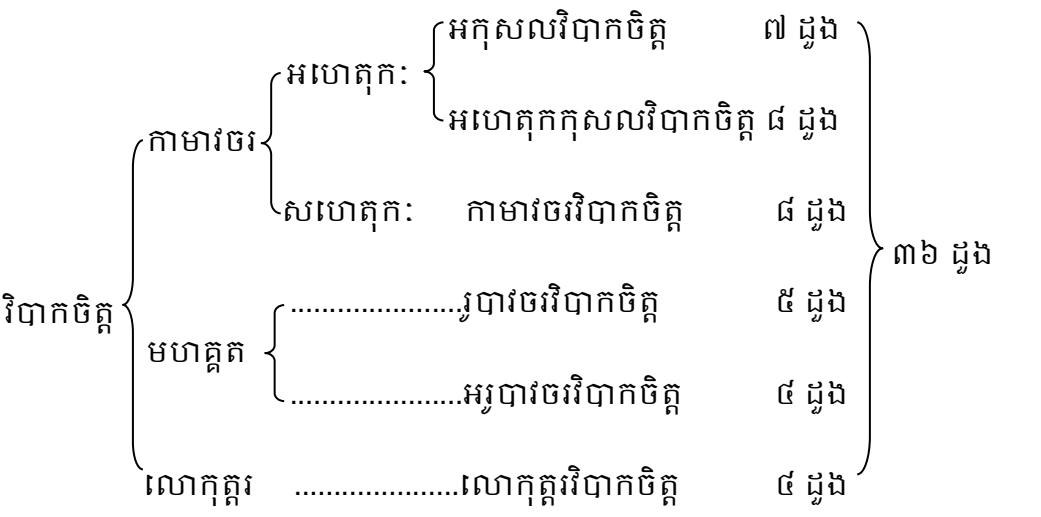 អកុសលវិបាកចិត្ត ៧ ដួង
អហេតុកៈ
អហេតុកកុសលវិបាកចិត្ត ៨ ដួង
កាមាវចរ
សហេតុកៈ កាមាវចរវិបាកចិត្ត ៨ ដួង
៣៦ ដួង
វិបាកចិត្ត
......................រូបាវចរវិបាកចិត្ត ៥ ដួង
មហគ្គត
......................អរូបាវចរវិបាកចិត្ត ៤ ដួង
លោកុត្តរ .....................លោកុត្តរវិបាកចិត្ត ៤ ដួង